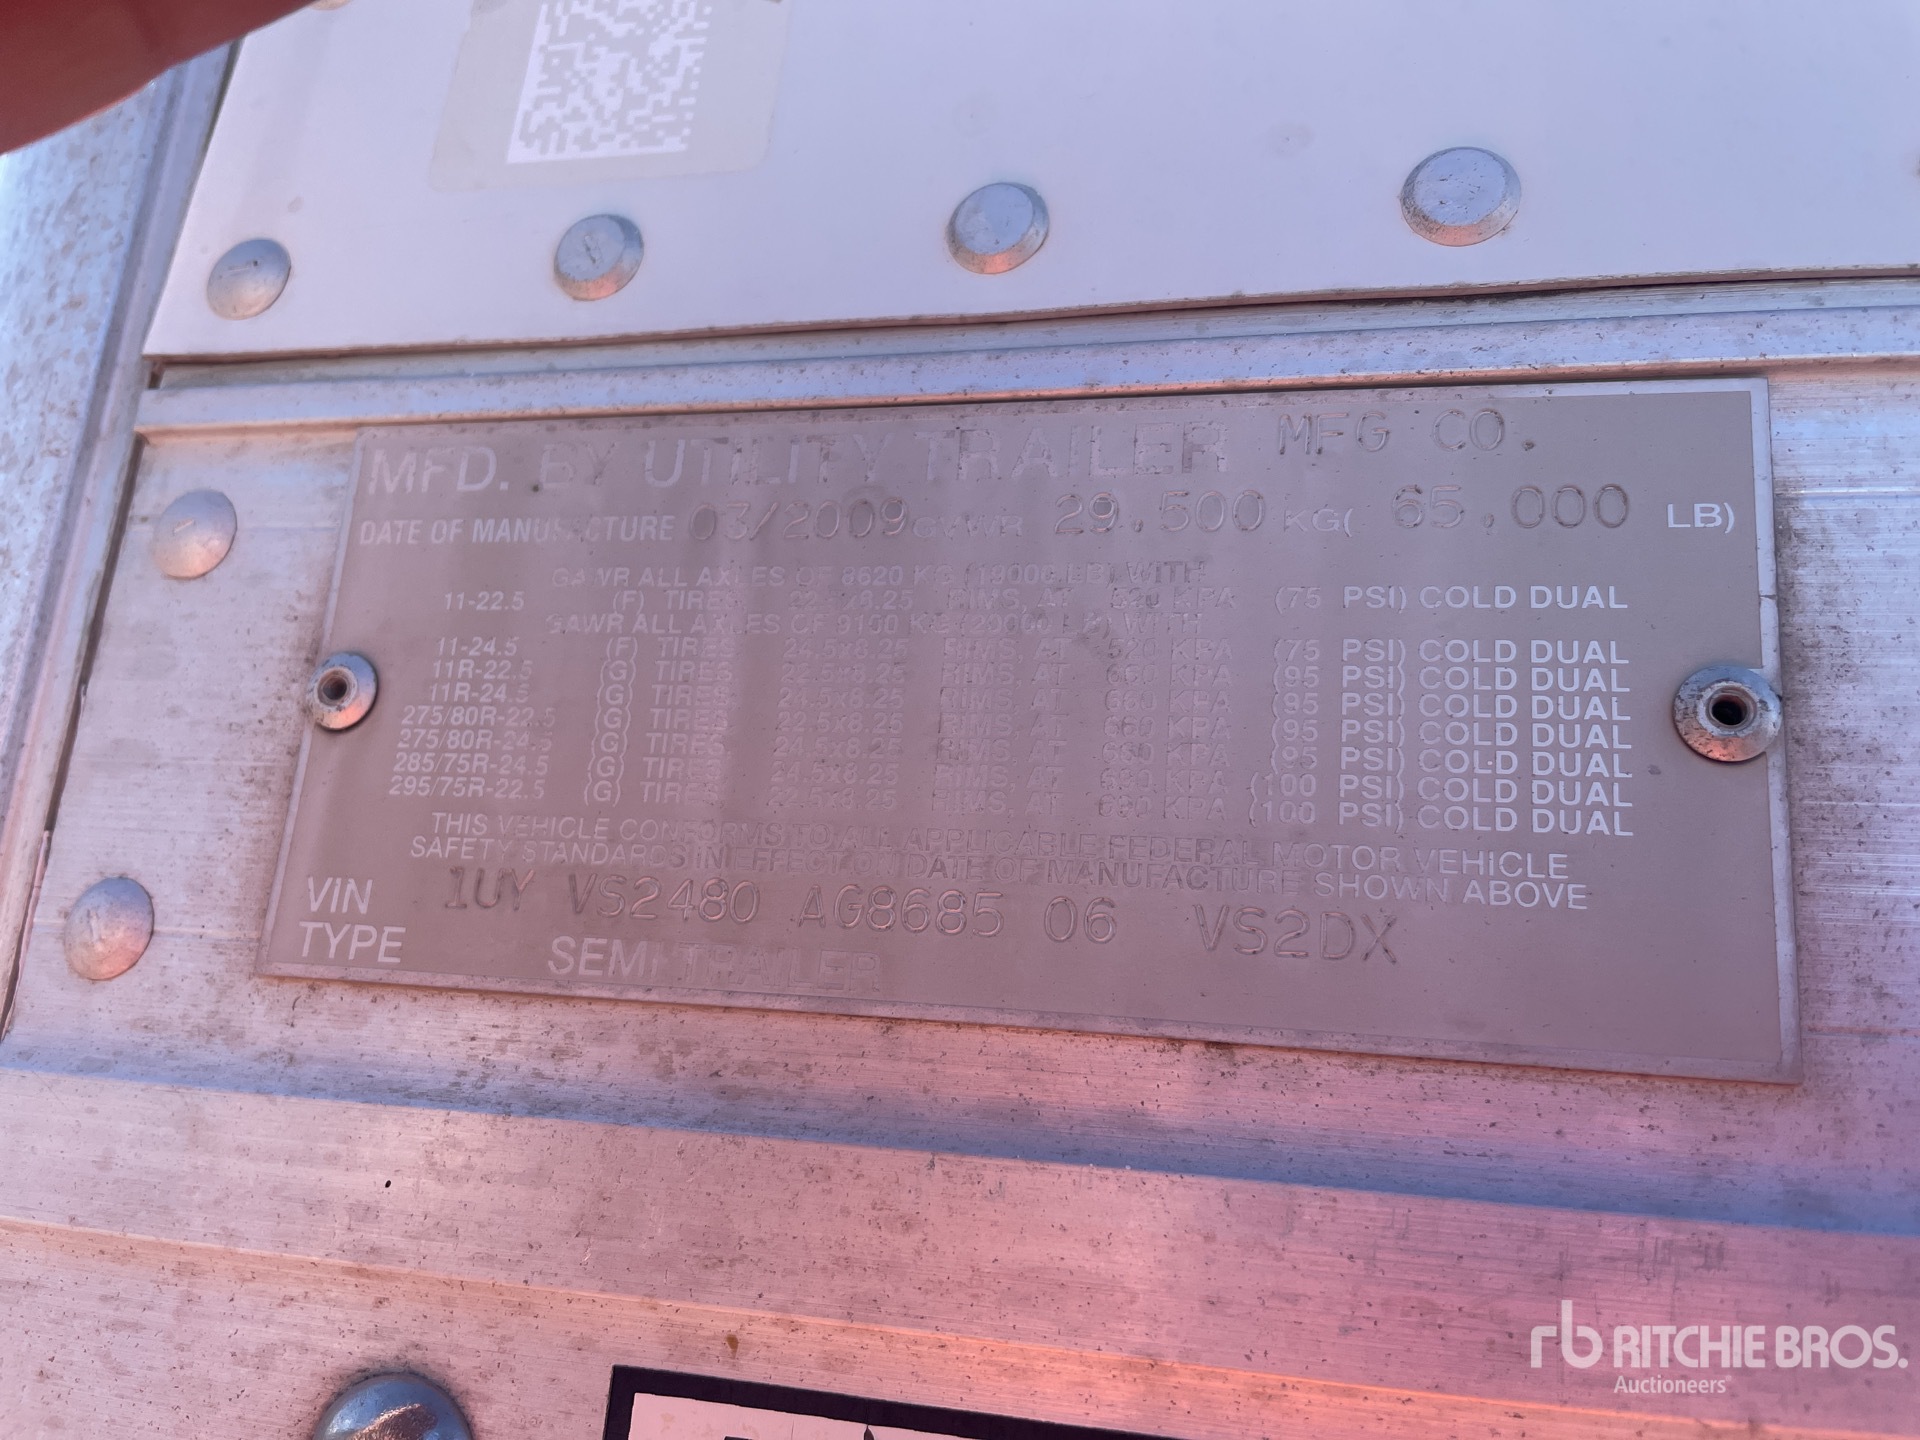 MFD. BY UTILITY TRAILER MFG CO.
DATE OF MANUFACTURE 03/2009 GVWR 29.500 KG( 65.000 LB)
GAWR ALL AXLES OF 8620 KG (19000 LB) WITH
11-22.5 (F) TIRES 22.5x8.25 RIMS, AT 520 KPA (75 PSI) COLD DUAL
GAWR ALL AXLES OF 9100 KG (20000 LB) WITH
11-24.5 (F) TIRES 24.5x8.25 RIMS, AT 520 KPA (75 PSI) COLD DUAL
11R-22.5 (G) TIRES 22.5x8.25 RIMS, AT 660 KPA (95 PSI) COLD DUAL
11R-24.5 (G) TIRES 24.5x8.25 RIMS, AT 660 KPA (95 PSI) COLD DUAL
275/80R-22.5 (G) TIRES 22.5x8.25 RIMS, AT 660 KPA (95 PSI) COLD DUAL
275/80R-24.5 (G) TIRES 24.5x8.25 RIMS, AT 660 KPA (95 PSI) COLD DUAL
285/75R-24.5 (G) TIRES 24.5x8.25 RIMS, AT 690 KPA (100 PSI) COLD DUAL
295/75R-22.5 (G) TIRES 22.5x8.25 RIMS, AT 690 KPA (100 PSI) COLD DUAL
THIS VEHICLE CONFORMS TO ALL APPLICABLE FEDERAL MOTOR VEHICLE
SAFETY STANDARDS IN EFFECT ON DATE OF MANUFACTURE SHOWN ABOVE
VIN 1UY VS2480 AG8685 06 VS2DX
TYPE SEMI-TRAILER
rb RITCHIE BROS.
Auctioneers